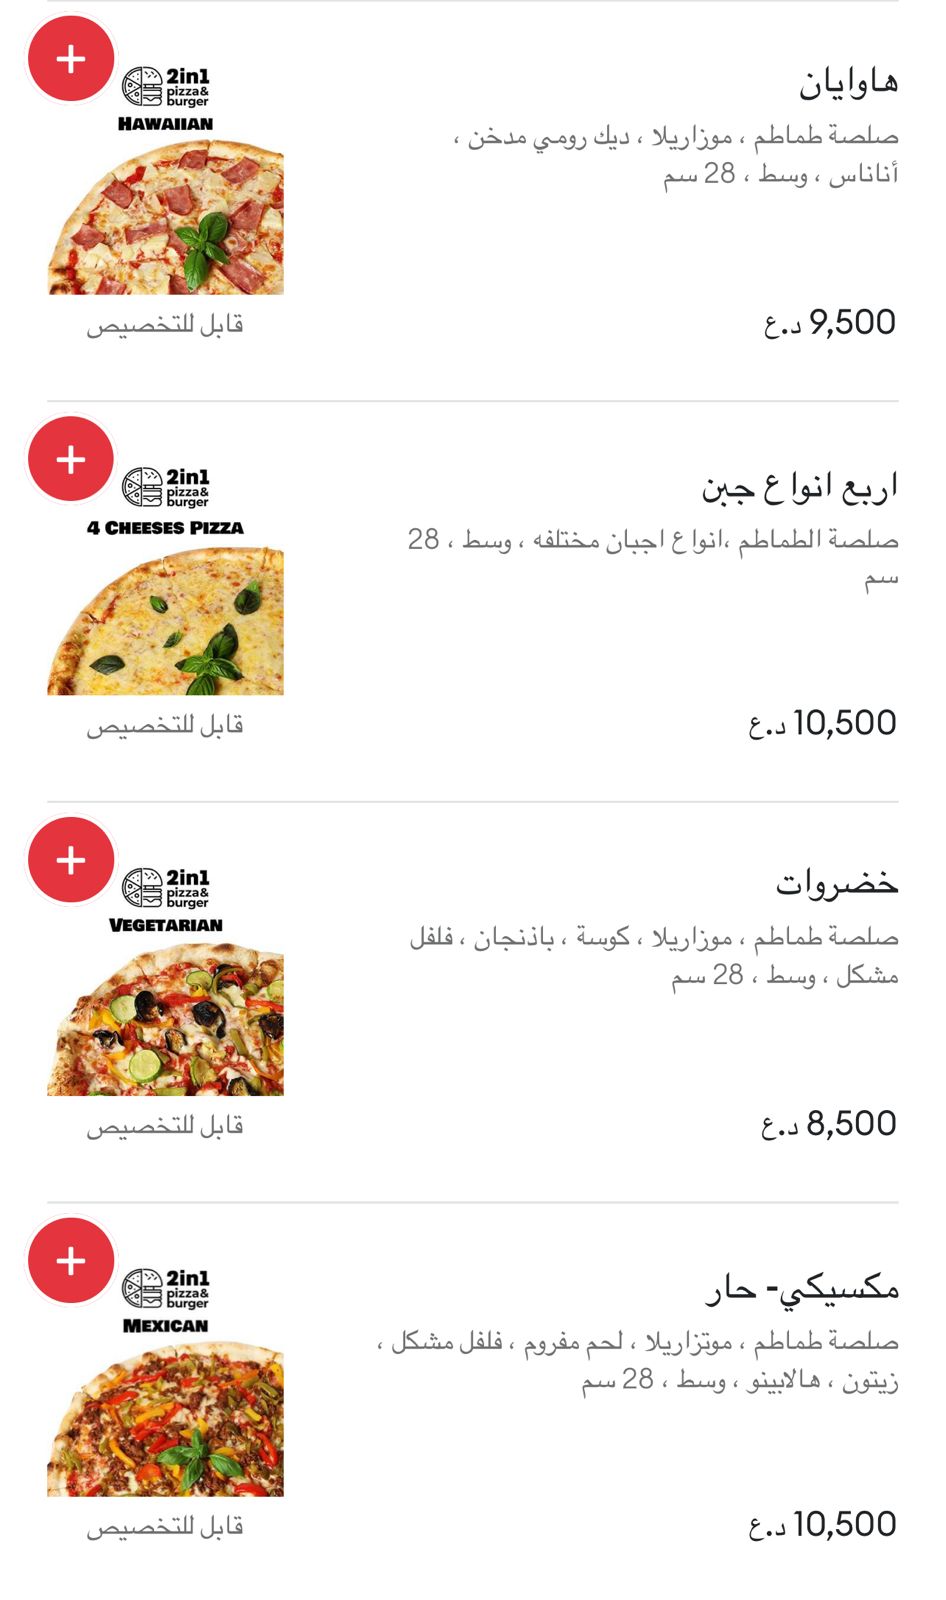 هاوايان
صلصة طماطم ، موزاريلا ، ديك رومي مدخن ،
أناناس ، وسط ، 28 سم
9,500 د.ع
2in1
pizza&
burger
HAWAIIAN
قابل للتخصيص
اربع انواع جبن
صلصة الطماطم ،انواع اجبان مختلفه ، وسط ، 28
سم
10,500 د.ع
2in1
pizza&
burger
4 CHEESES PIZZA
قابل للتخصيص
خضروات
صلصة طماطم ، موزاريلا ، كوسة ، باذنجان ، فلفل
مشكل ، وسط ، 28 سم
8,500 د.ع
2in1
pizza&
burger
VEGETARIAN
قابل للتخصيص
مكسيكي- حار
صلصة طماطم ، موتزاريلا ، لحم مفروم ، فلفل مشكل ،
زيتون ، هالابينو ، وسط ، 28 سم
10,500 د.ع
2in1
pizza&
burger
MEXICAN
قابل للتخصيص